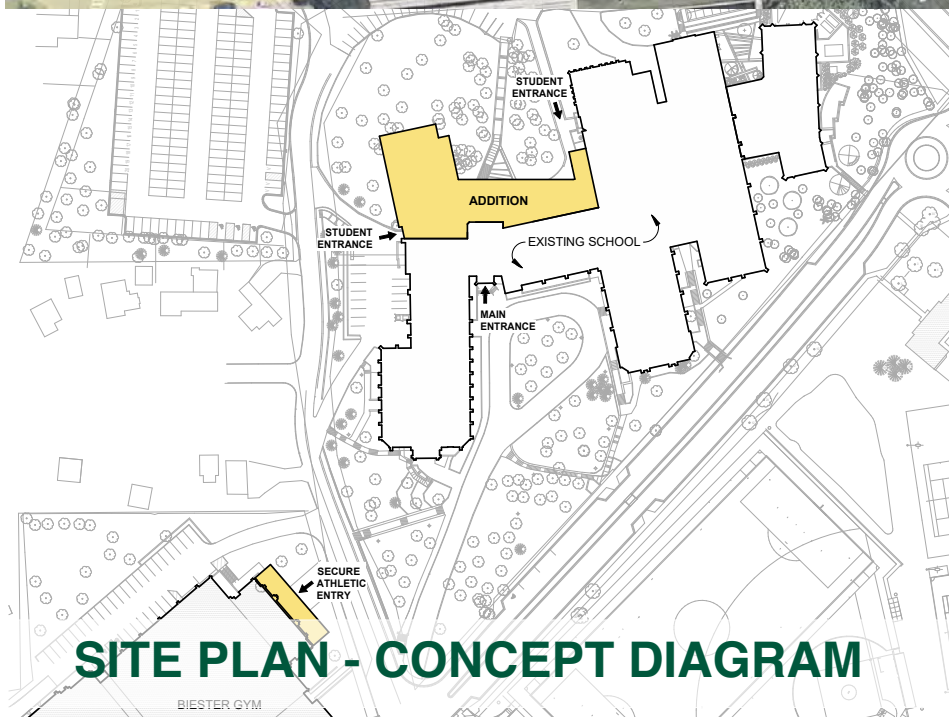 STUDENT
ENTRANCE
ADDITION
STUDENT
ENTRANCE
EXISTING SCHOOL
MAIN
ENTRANCE
SECURE
ATHLETIC
ENTRY
SITE PLAN - CONCEPT DIAGRAM
BIESTER GYM